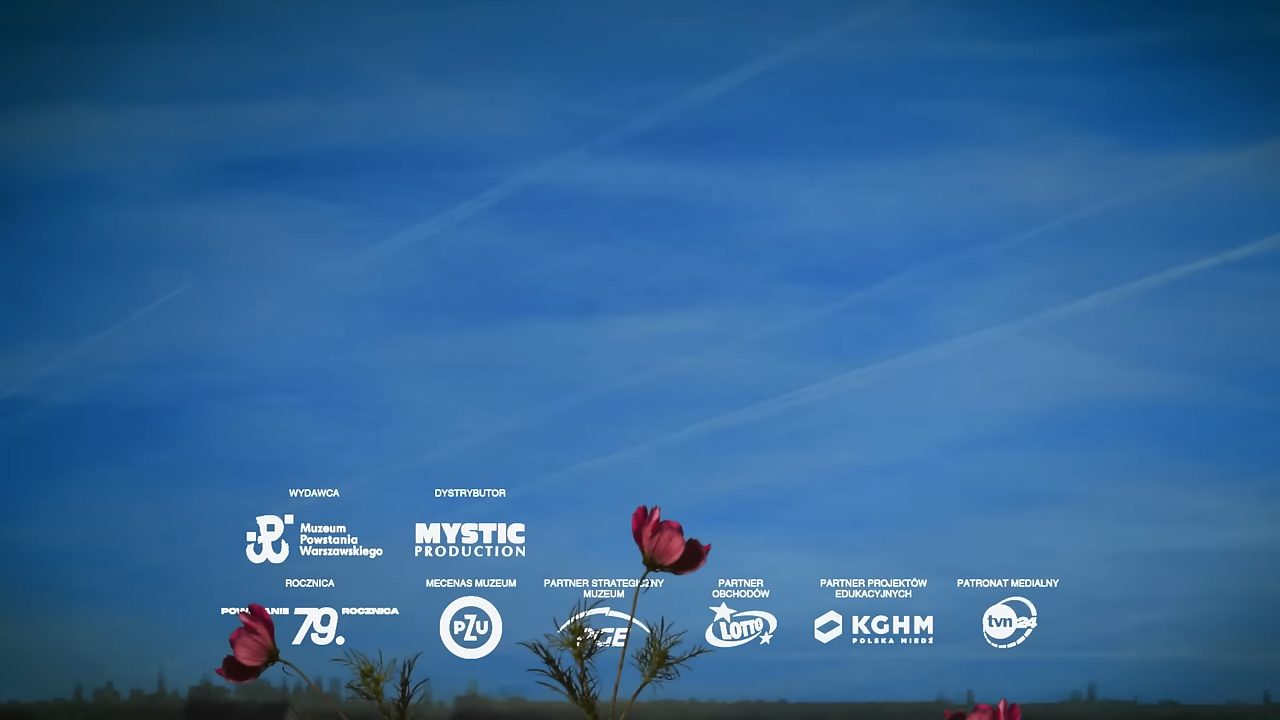 WYDAWCA
DYSTRYBUTOR
Muzeum
Powstania
Warszawskiego
MYSTIC
PRODUCTION
ROCZNICA
MECENAS MUZEUM
PARTNER STRATEGICZNY
MUZEUM
PARTNER
OBCHODÓW
PARTNER PROJEKTÓW
EDUKACYJNYCH
PATRONAT MEDIALNY
79. ROCZNICA
PZU
PGE
LOTTO
KGHM
POLSKA MIEDŹ
tvn24